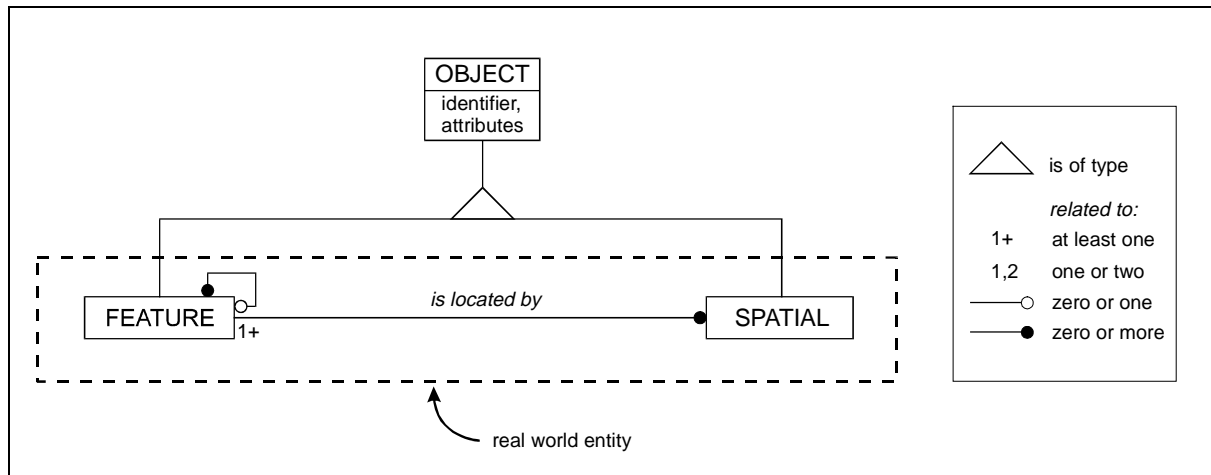 OBJECT
identifier,
attributes
is of type
related to:
1+ at least one
1,2 one or two
zero or one
zero or more
FEATURE
1+
is located by
SPATIAL
real world entity